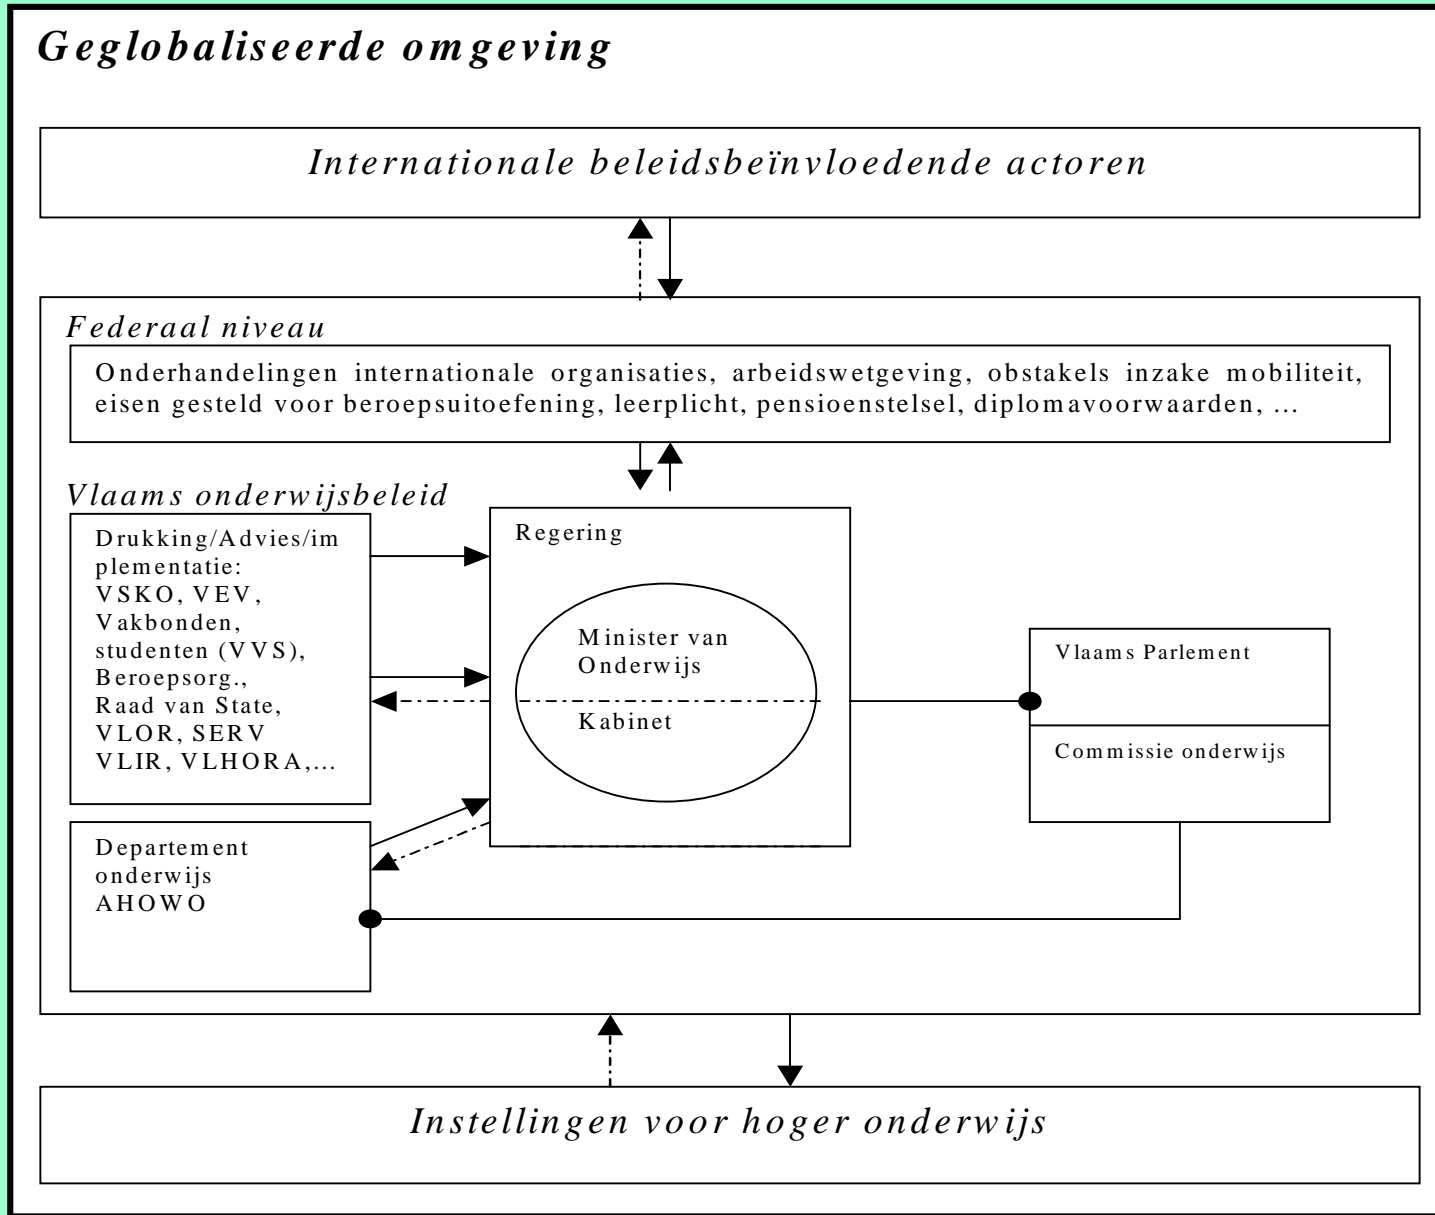 Geglobaliseerde omgeving
Internationale beleidsbeïnvloedende actoren
Federaal niveau
Onderhandelingen internationale organisaties, arbeidswetgeving, obstakels inzake mobiliteit,
eisen gesteld voor beroepsuitoefening, leerplicht, pensioenstelsel, diplomavoorwaarden, ...
Vlaams onderwijsbeleid
Drukking/Advies/im
plementatie:
VSKO, VEV,
Vakbonden,
studenten (VVS),
Beroepsorg.,
Raad van State,
VLOR, SERV
VLIR, VLHORA,...
Regering
Minister van
Onderwijs
Kabinet
Vlaams Parlement
Commissie onderwijs
Departement
onderwijs
AHOWO
Instellingen voor hoger onderwijs